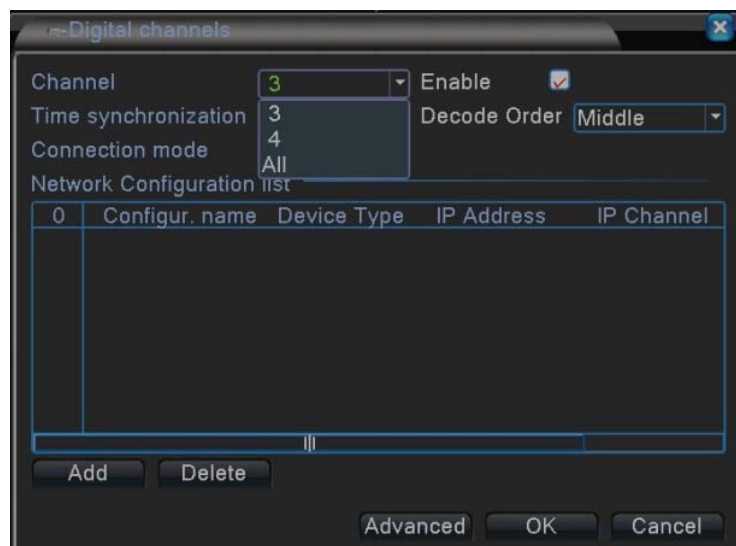 Digital channels
Channel 3 Enable
Time synchronization 3 Decode Order Middle
Connection mode 4
All
Network Configuration list
0 Configur. name Device Type IP Address IP Channel
Add Delete
Advanced OK Cancel